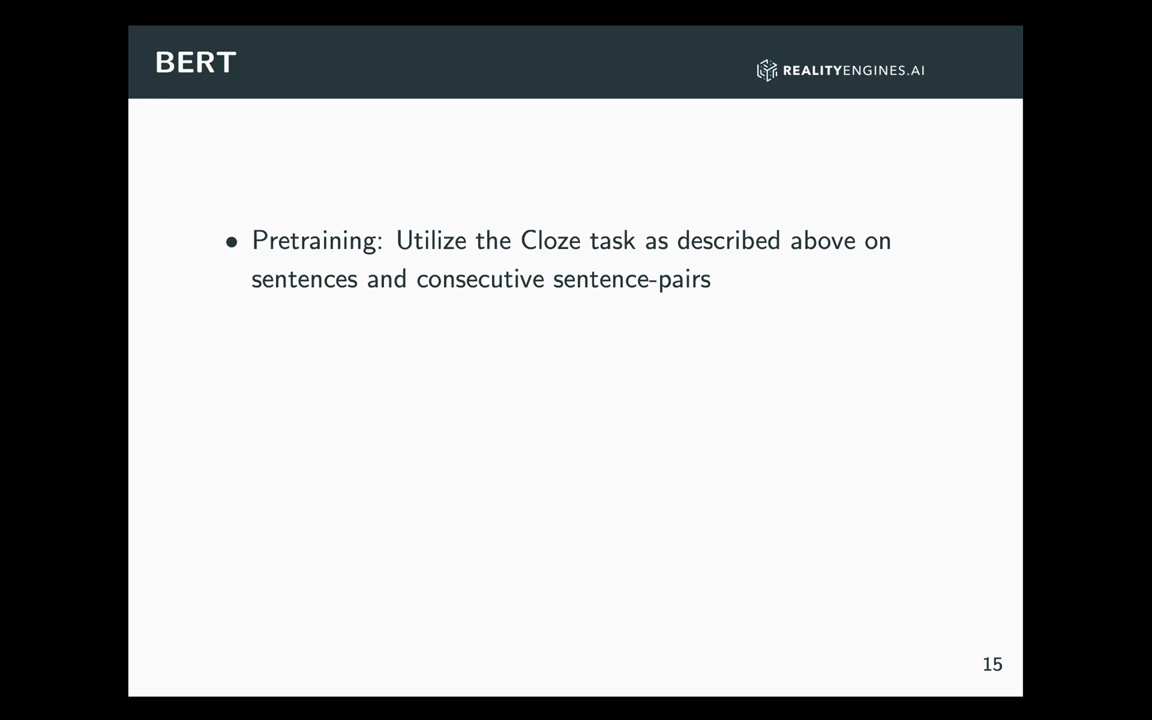 BERT
REALITYENGINES.AI
• Pretraining: Utilize the Cloze task as described above on
sentences and consecutive sentence-pairs
15